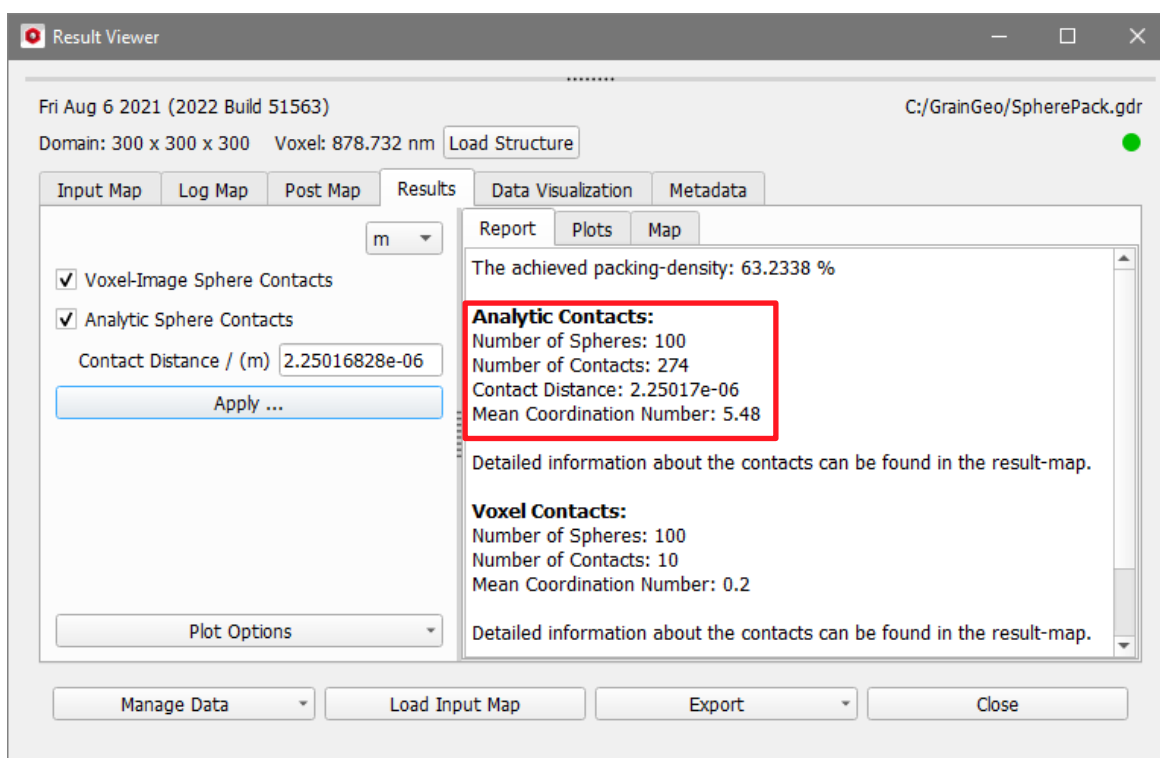 Result Viewer
Fri Aug 6 2021 (2022 Build 51563)
C:/GrainGeo/SpherePack.gdr
Domain: 300 x 300 x 300 Voxel: 878.732 nm Load Structure
Input Map Log Map Post Map Results Data Visualization Metadata
m
Voxel-Image Sphere Contacts
Analytic Sphere Contacts
Contact Distance / (m) 2.25016828e-06
Apply ...
Plot Options
Report Plots Map
The achieved packing-density: 63.2338 %
Analytic Contacts:
Number of Spheres: 100
Number of Contacts: 274
Contact Distance: 2.25017e-06
Mean Coordination Number: 5.48
Detailed information about the contacts can be found in the result-map.
Voxel Contacts:
Number of Spheres: 100
Number of Contacts: 10
Mean Coordination Number: 0.2
Detailed information about the contacts can be found in the result-map.
Manage Data Load Input Map Export Close